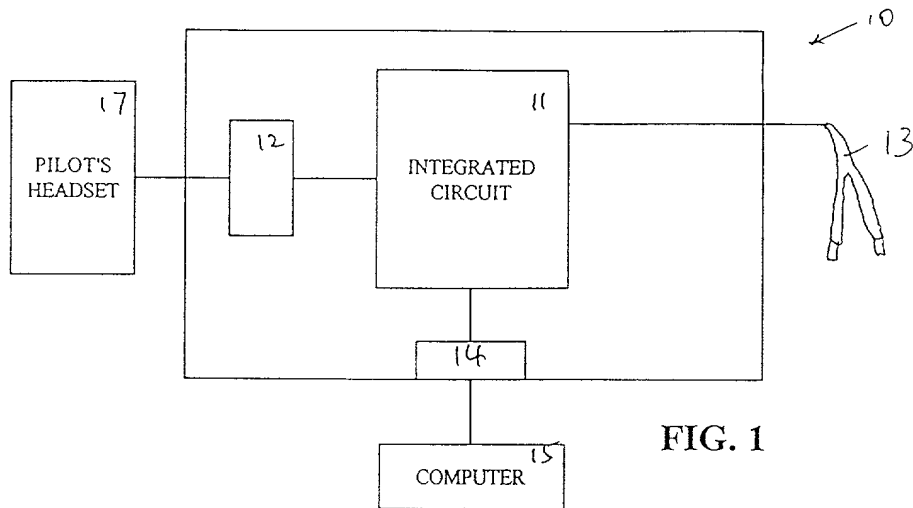 10
17
PILOT'S
HEADSET
12
11
INTEGRATED
CIRCUIT
13
14
FIG. 1
15
COMPUTER